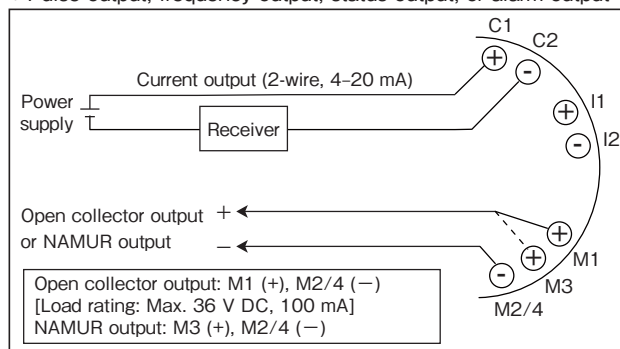 Pulse output, frequency output, status output, or alarm output
C1
C2
Current output (2-wire, 4–20 mA)
Power
supply
Receiver
I1
I2
Open collector output
or NAMUR output
+
−
M1
M3
M2/4
Open collector output: M1 (+), M2/4 (−)
[Load rating: Max. 36 V DC, 100 mA]
NAMUR output: M3 (+), M2/4 (−)